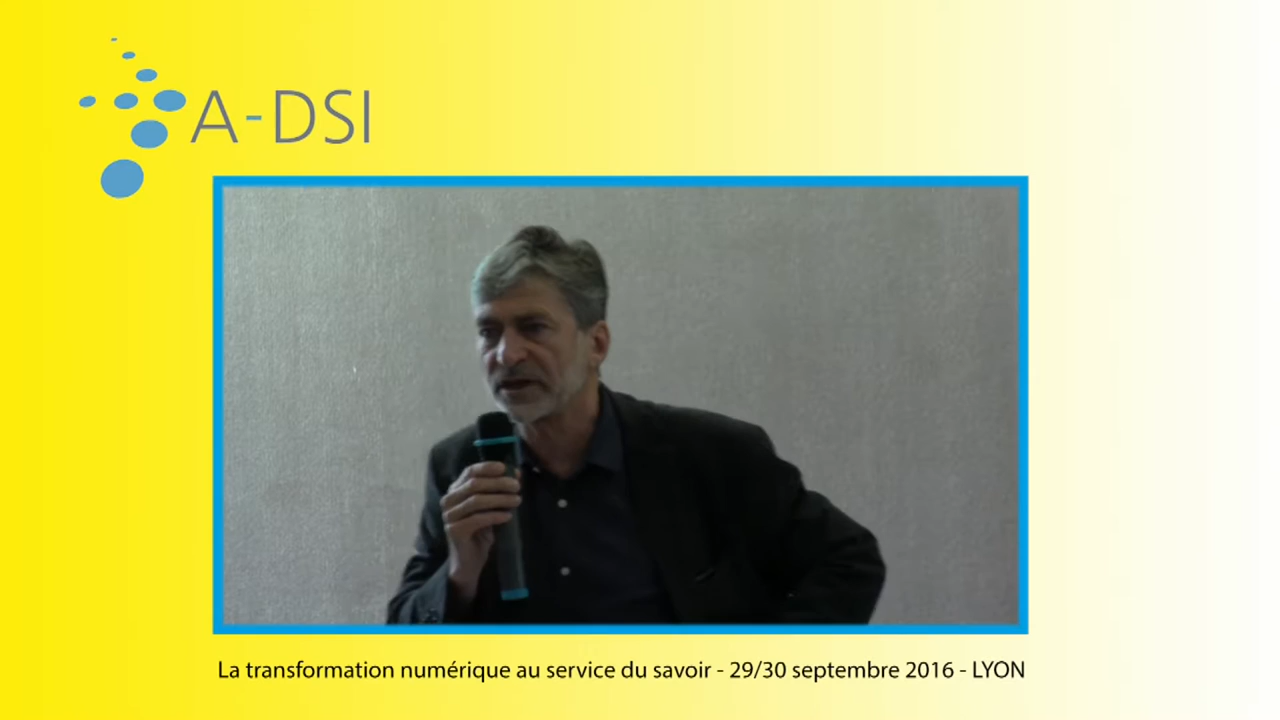 A-DSI
La transformation numérique au service du savoir - 29/30 septembre 2016 - LYON